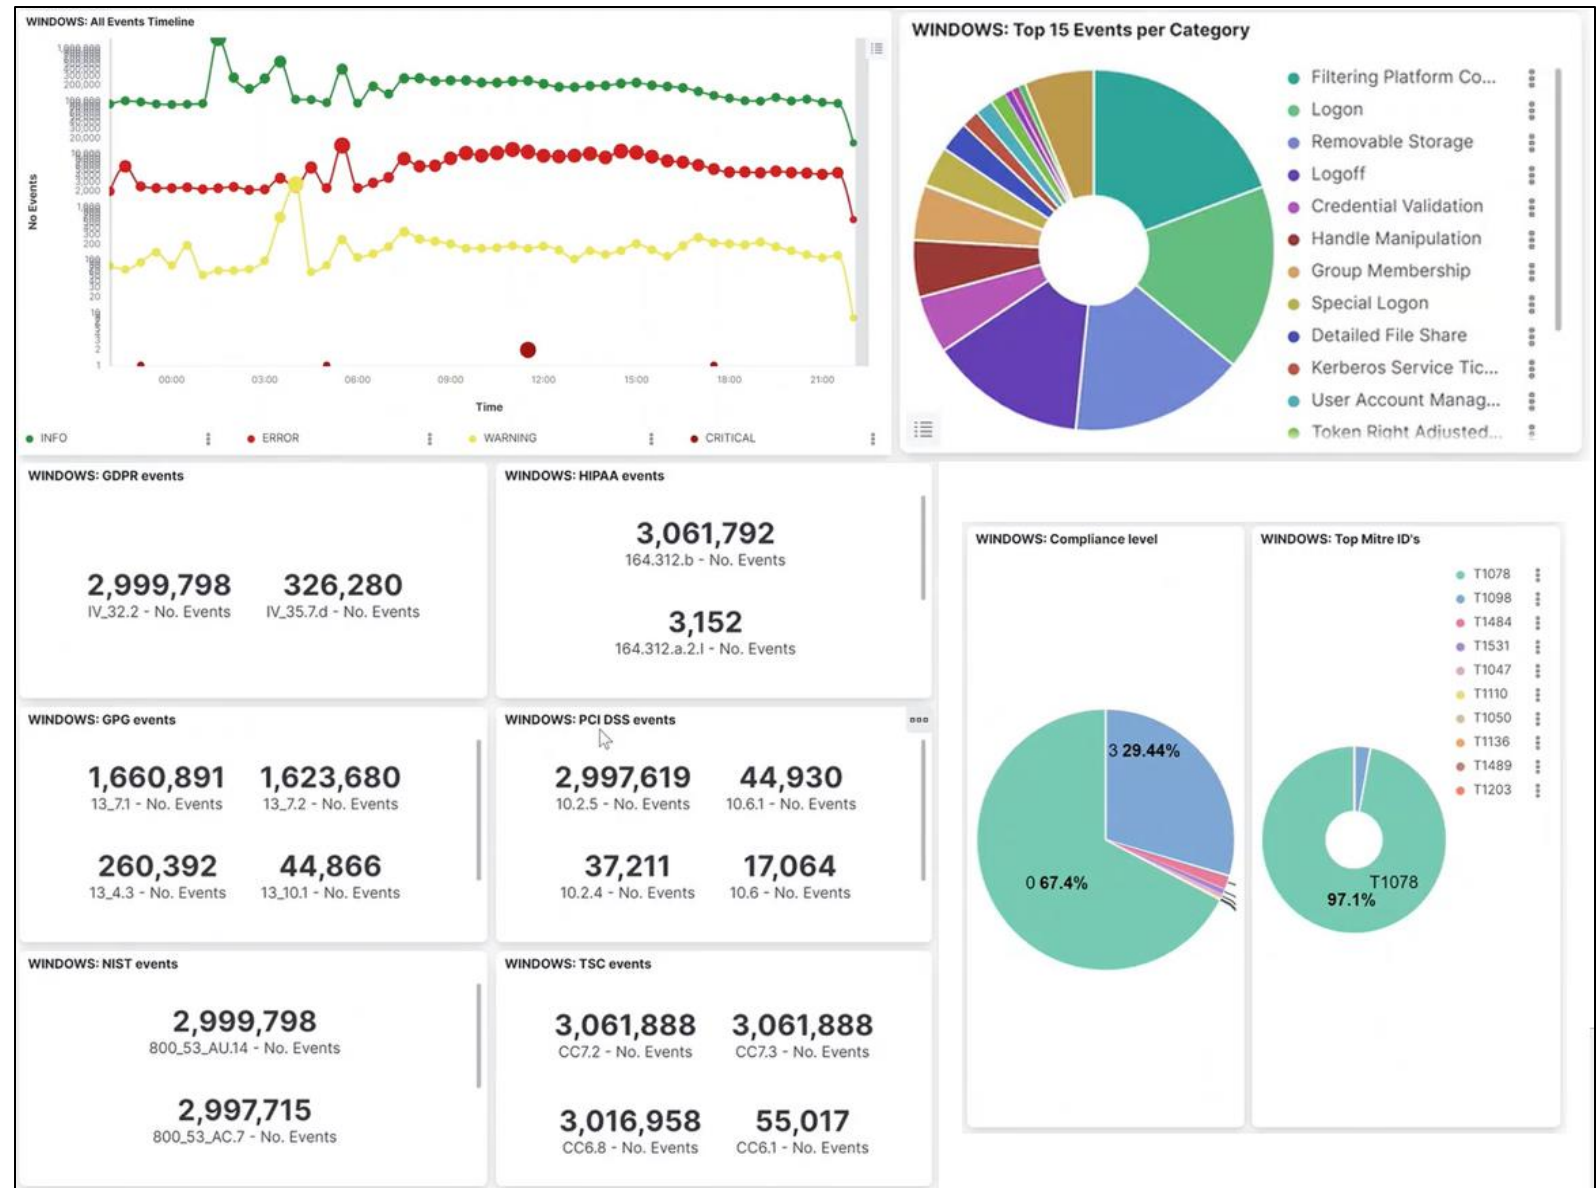 WINDOWS: All Events Timeline
1,000,000
200,000
100,000
20,000
10,000
2,000
1,000
200
100
20
10
2
1
No Events
00:00 03:00 06:00 09:00 12:00 15:00 18:00 21:00
Time
INFO ERROR WARNING CRITICAL
WINDOWS: Top 15 Events per Category
Filtering Platform Co...
Logon
Removable Storage
Logoff
Credential Validation
Handle Manipulation
Group Membership
Special Logon
Detailed File Share
Kerberos Service Tic...
User Account Manag...
Token Right Adjusted...
WINDOWS: GDPR events
2,999,798 326,280
IV_32.2 - No. Events IV_35.7.d - No. Events
WINDOWS: HIPAA events
3,061,792
164.312.b - No. Events
3,152
164.312.a.2.I - No. Events
WINDOWS: GPG events
1,660,891 1,623,680
13_7.1 - No. Events 13_7.2 - No. Events
260,392 44,866
13_4.3 - No. Events 13_10.1 - No. Events
WINDOWS: PCI DSS events
2,997,619 44,930
10.2.5 - No. Events 10.6.1 - No. Events
37,211 17,064
10.2.4 - No. Events 10.6 - No. Events
WINDOWS: NIST events
2,999,798
800_53_AU.14 - No. Events
2,997,715
800_53_AC.7 - No. Events
WINDOWS: TSC events
3,061,888 3,061,888
CC7.2 - No. Events CC7.3 - No. Events
3,016,958 55,017
CC6.8 - No. Events CC6.1 - No. Events
WINDOWS: Compliance level
3 29.44%
0 67.4%
WINDOWS: Top Mitre ID's
T1078
T1098
T1484
T1531
T1047
T1110
T1050
T1136
T1489
T1203
T1078
97.1%